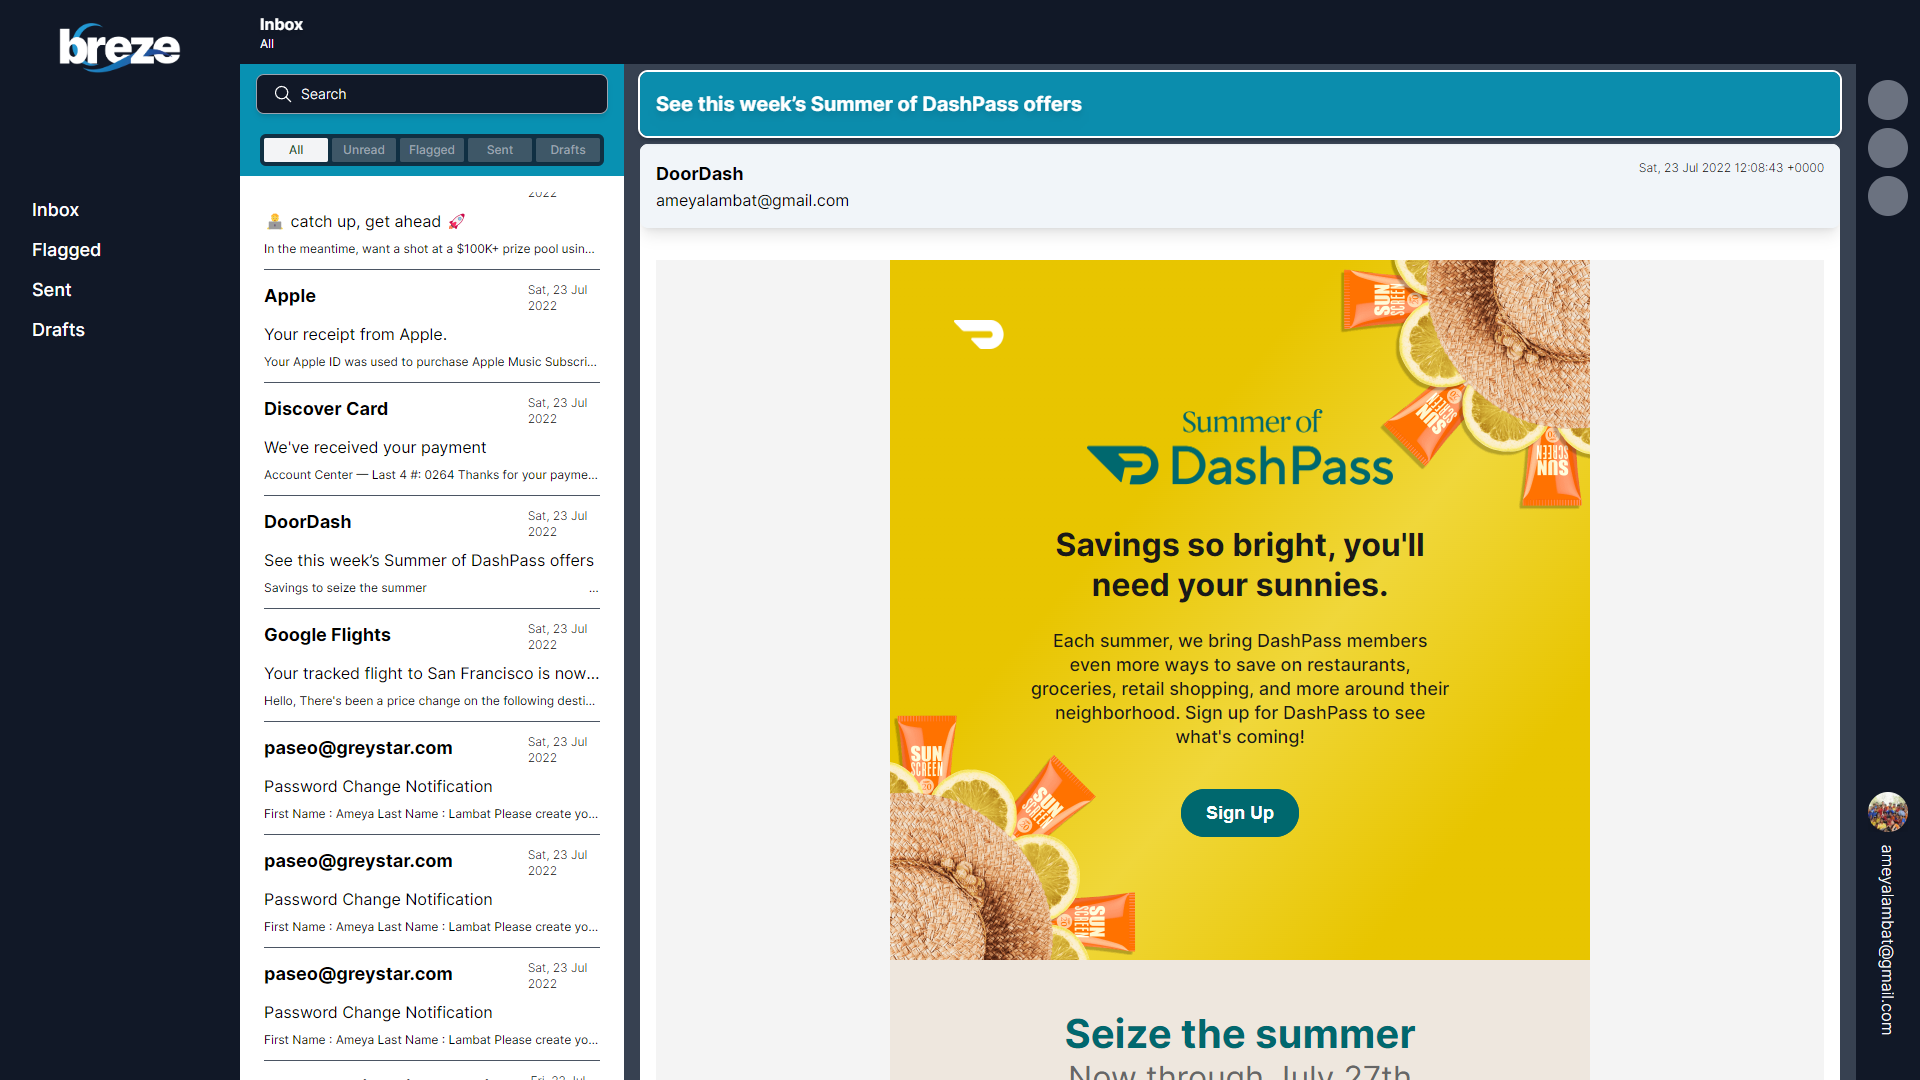 breze
Inbox
Flagged
Sent
Drafts
Inbox
All
Search
All
Unread
Flagged
Sent
Drafts
2022
catch up, get ahead 🚀
In the meantime, want a shot at a $100K+ prize pool usin...
Apple
Sat, 23 Jul
2022
Your receipt from Apple.
Your Apple ID was used to purchase Apple Music Subscri...
Discover Card
Sat, 23 Jul
2022
We've received your payment
Account Center — Last 4 #: 0264 Thanks for your payme...
DoorDash
Sat, 23 Jul
2022
See this week’s Summer of DashPass offers
Savings to seize the summer ...
Google Flights
Sat, 23 Jul
2022
Your tracked flight to San Francisco is now...
Hello, There's been a price change on the following desti...
paseo@greystar.com
Sat, 23 Jul
2022
Password Change Notification
First Name : Ameya Last Name : Lambat Please create yo...
paseo@greystar.com
Sat, 23 Jul
2022
Password Change Notification
First Name : Ameya Last Name : Lambat Please create yo...
paseo@greystar.com
Sat, 23 Jul
2022
Password Change Notification
First Name : Ameya Last Name : Lambat Please create yo...
See this week’s Summer of DashPass offers
DoorDash
Sat, 23 Jul 2022 12:08:43 +0000
ameyalambat@gmail.com
SUN
SCREEN
SUN
SCREEN
SUN
SCREEN
Summer of
DashPass
Savings so bright, you'll
need your sunnies.
Each summer, we bring DashPass members
even more ways to save on restaurants,
groceries, retail shopping, and more around their
neighborhood. Sign up for DashPass to see
what's coming!
Sign Up
SUN
SCREEN
SUN
SCREEN
SUN
SCREEN
Seize the summer
Now through July 27th
ameyalambat@gmail.com